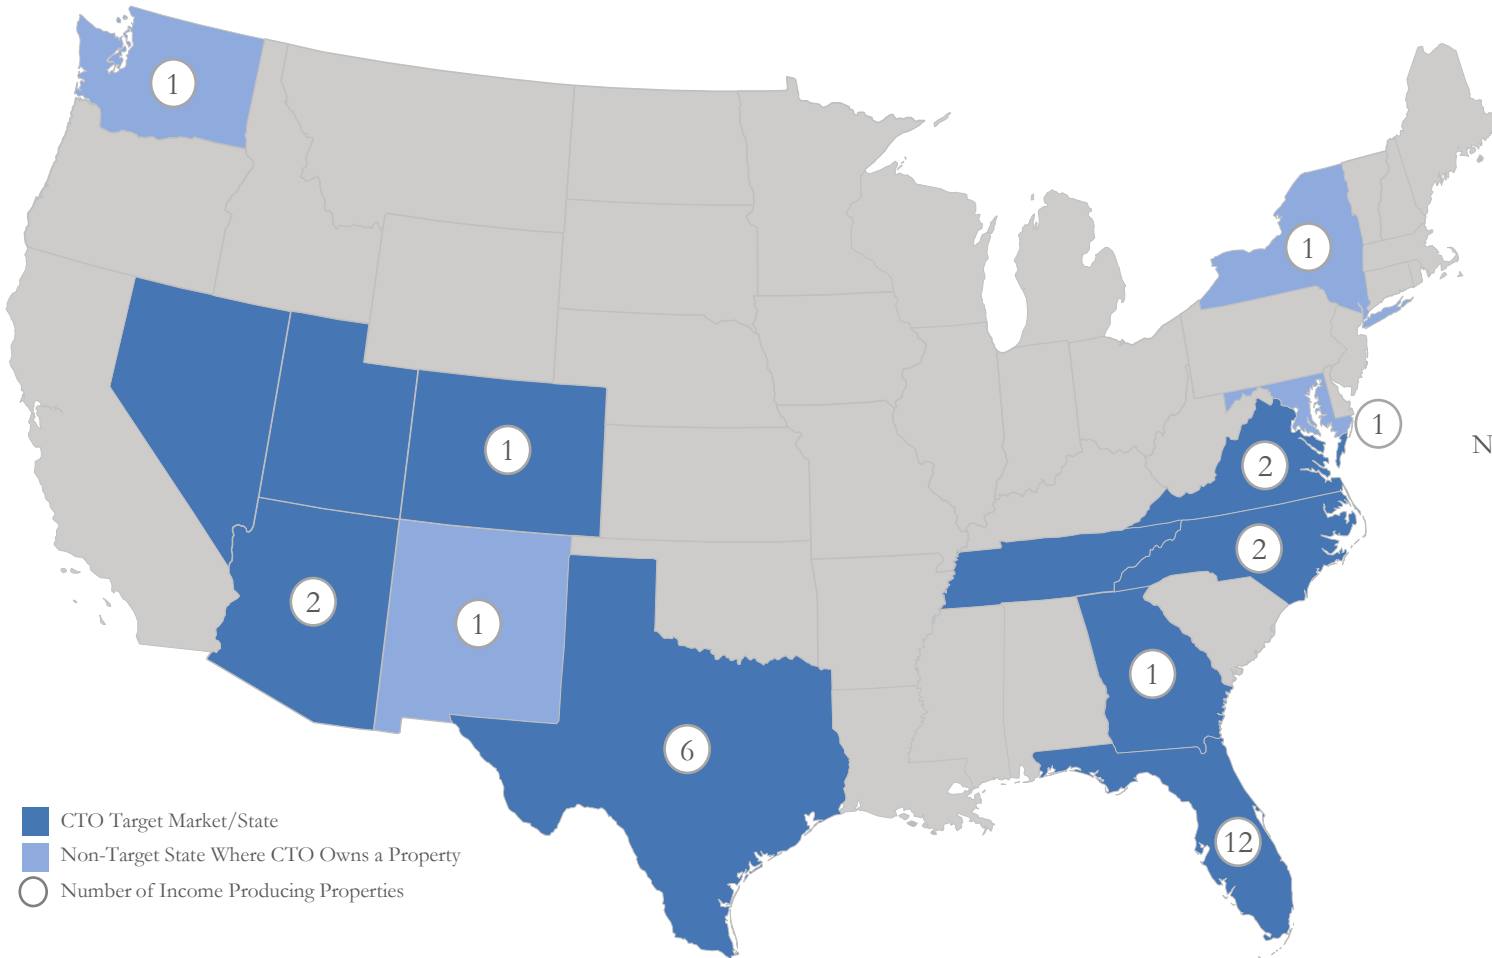 1
1
1
1
N
2
2
2
1
1
6
12
CTO Target Market/State
Non-Target State Where CTO Owns a Property
Number of Income Producing Properties